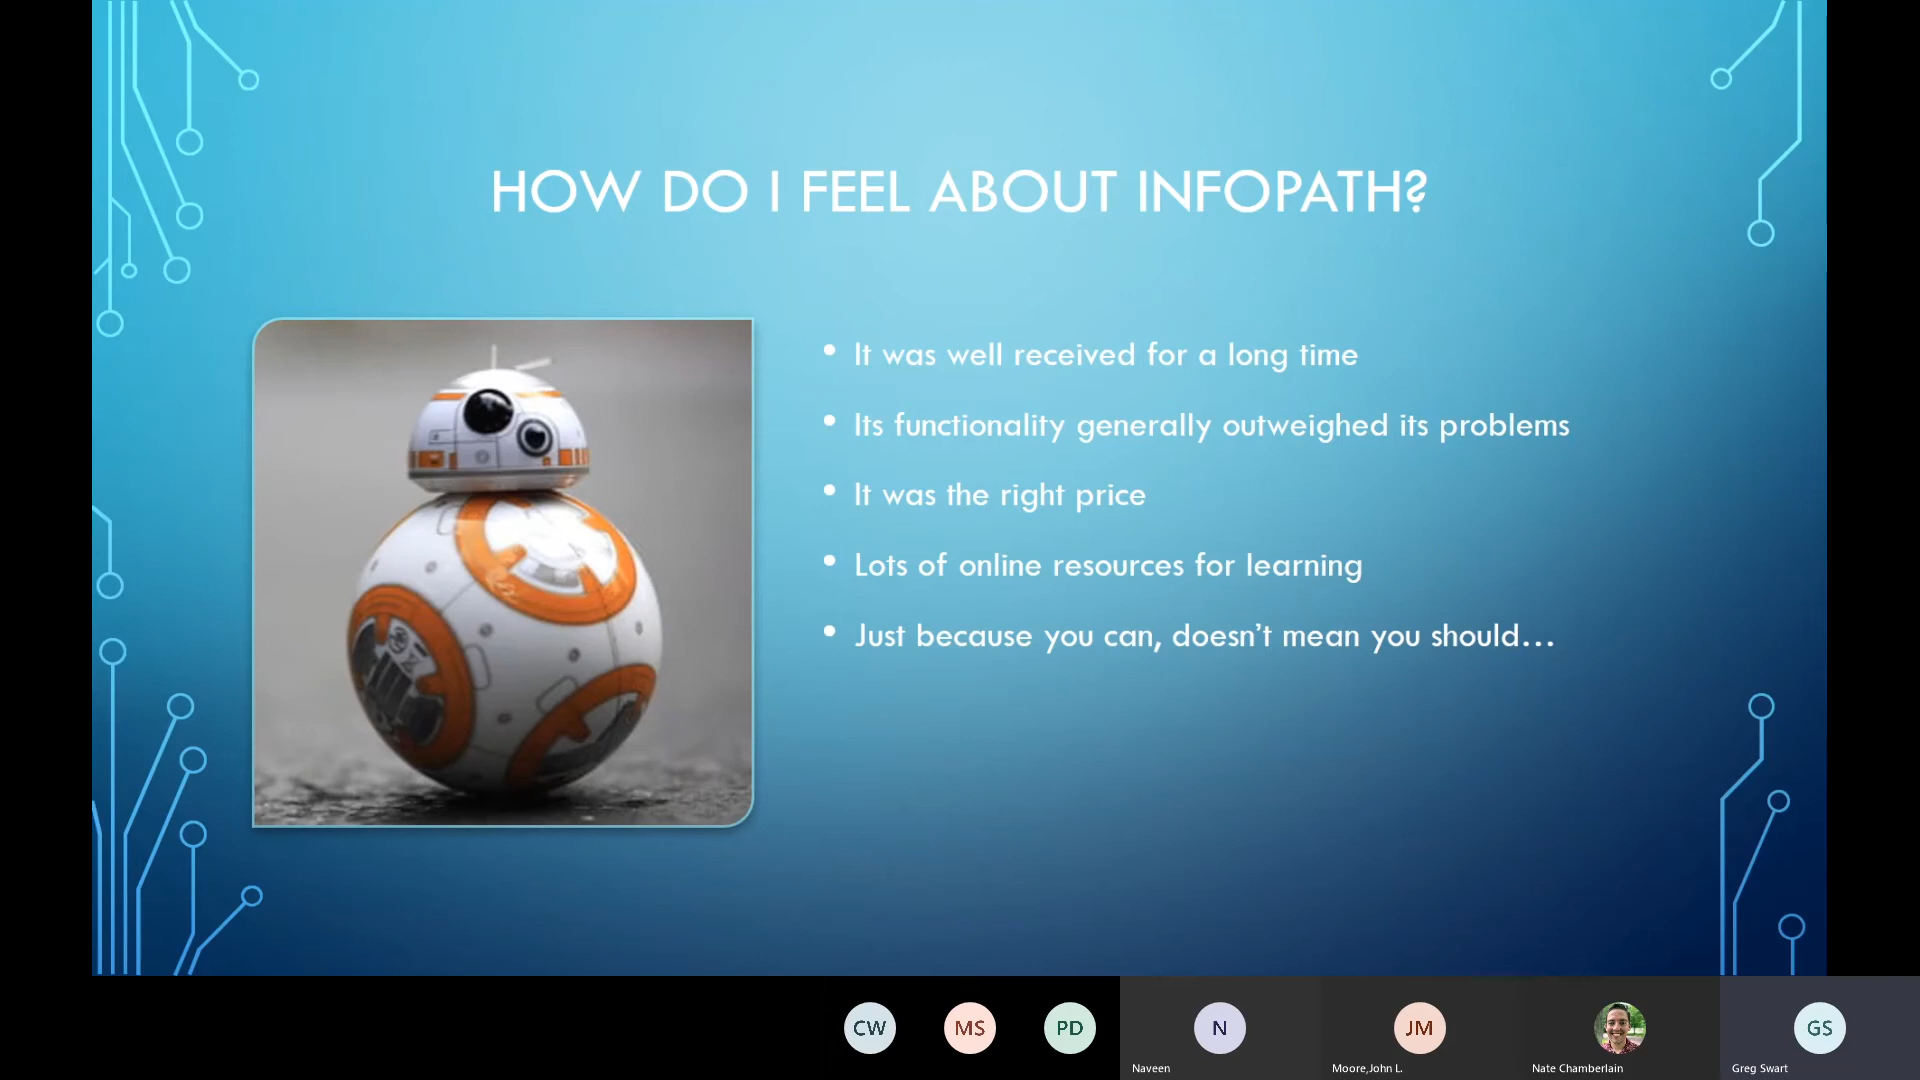 HOW DO I FEEL ABOUT INFOPATH?
• It was well received for a long time
• Its functionality generally outweighed its problems
• It was the right price
• Lots of online resources for learning
• Just because you can, doesn’t mean you should…
CW
MS
PD
N
JM
GS
Naveen
Moore,John L.
Nate Chamberlain
Greg Swart